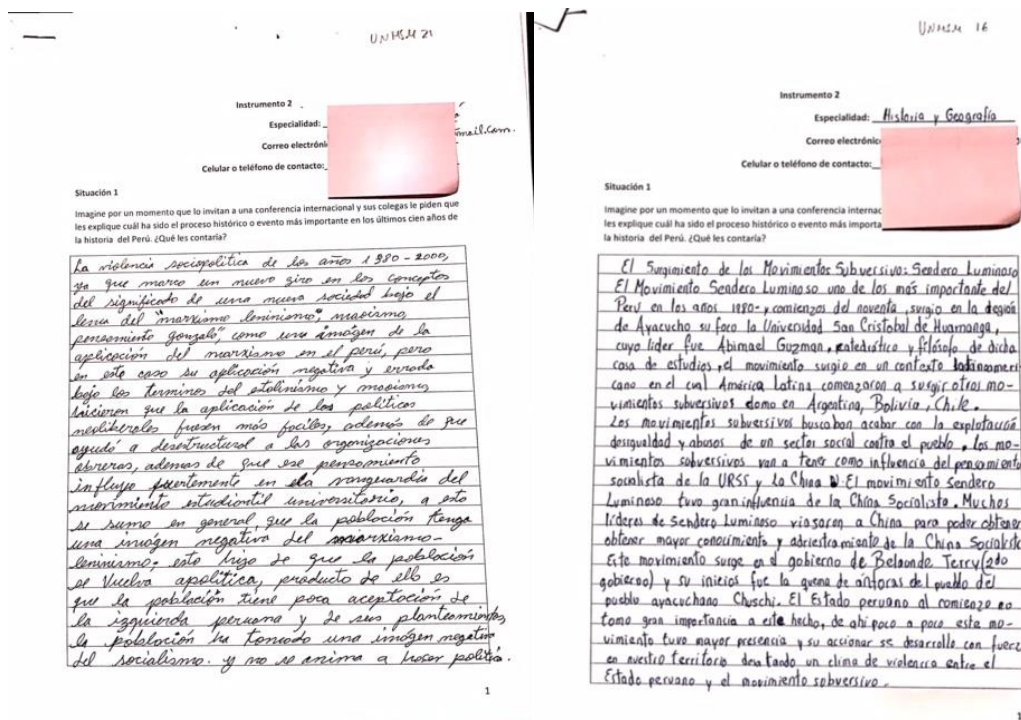 UNMSM 21
Instrumento 2
Especialidad:
mail.com.
Correo electróni
Celular o teléfono de contacto:
Situación 1
Imagine por un momento que lo invitan a una conferencia internacional y sus colegas le piden que
les explique cuál ha sido el proceso histórico o evento más importante en los últimos cien años de
la historia del Perú. ¿Qué les contaría?
La violencia sociopolítica de los años 1980-2000,
ya que marco un nuevo giro en los conceptos
del significado de una nueva sociedad bajo el
lema del "marxismo leninismo", maoismo,
pensamiento gonzalo", como una imágen de la
aplicación del marxismo en el perú, pero
en este caso su aplicación negativa y errada
bajo los terminos del stalinismo y maoismo
hicieron que la aplicación de las políticas
neoliberales fuesen más faciles, además de que
ayudó a desestructural a las organizaciones
obreras, ademas de que ese pensamiento
influyo fuertemente en la vanguardia del
movimiento estudiantil universitario, a esto
se sumo en general, que la población tenga
una imágen negativa del marxismo-
leninismo; esto hizo de que la población
se vuelva apolítica, producto de ello es
que la población tiene poca aceptación de
la izquierda peruana y de sus planteamientos
la población ha tomado una imágen negativa
del socialismo. y no se anima a hacer política.
1
UNMSM 16
Instrumento 2
Especialidad: Historia y Geografía
Correo electrónic
Celular o teléfono de contacto:
Situación 1
Imagine por un momento que lo invitan a una conferencia internac
les explique cuál ha sido el proceso histórico o evento más importa
la historia del Perú. ¿Qué les contaría?
El Surgimiento de los Movimientos Subversivo: Sendero Luminoso
El Movimiento Sendero Luminoso uno de los más importante del
Perú en los años 1980- y comienzos del noventa, surgio en la región
de Ayacucho su foco la Universidad San Cristobal de Huamanga,
cuyo lider fue Abimael Guzman, catedrático y filósofo de dicha
casa de estudios, el movimiento surgio en un contexto latinoameri
cano en el cual América Latina comenzaron a surgir otros mo-
vimientos subversivos como en Argentina, Bolivia, Chile.
Los movimientos subversivos buscaban acabar con la explotación
desigualdad y abusos de un sector social contra el pueblo. Los mo-
vimientos subversivos van a tener como influencia del pensamiento
socialista de la URSS y la China. El movimiento Sendero
Luminoso tuvo gran influencia de la China Socialista. Muchos
líderes de Sendero Luminoso viajaron a China para poder obtener
obtener mayor conocimiento y adriestramiento de la China Socialista
Este movimiento surge en el gobierno de Belaunde Terry (2do
gobierno) y su inicios fue la quema de ánforas del pueblo del
pueblo ayacuchano Chuschi. El Estado peruano al comienzo no
tomo gran importancia a este hecho, de ahí poco a poco este mo-
vimiento tuvo mayor presencia y su accionar se desarrollo con fuerz
en nuestro territorio desatando un clima de violencia entre el
Estado peruano y el movimiento subversivo.
1